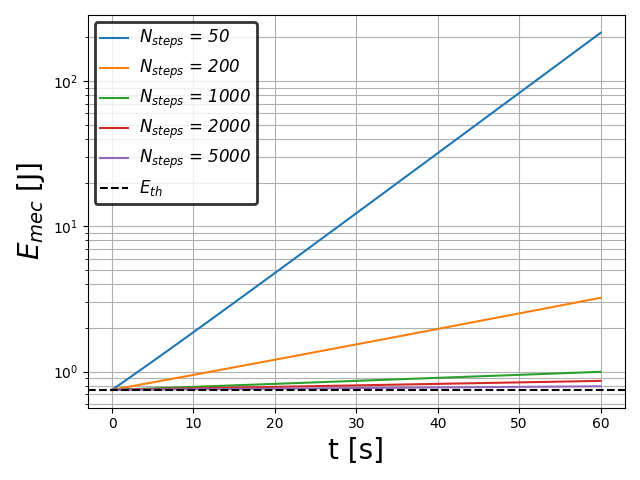 N_steps = 50
N_steps = 200
N_steps = 1000
N_steps = 2000
N_steps = 5000
E_th
E_mec [J]
10²
10¹
10⁰
0 10 20 30 40 50 60
t [s]